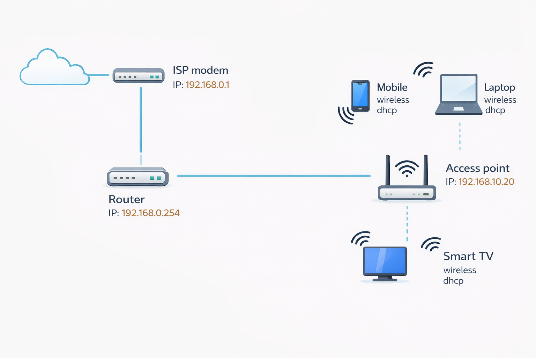 ISP modem
IP: 192.168.0.1
Mobile
wireless
dhcp
Laptop
wireless
dhcp
Access point
IP: 192.168.10.20
Router
IP: 192.168.0.254
Smart TV
wireless
dhcp